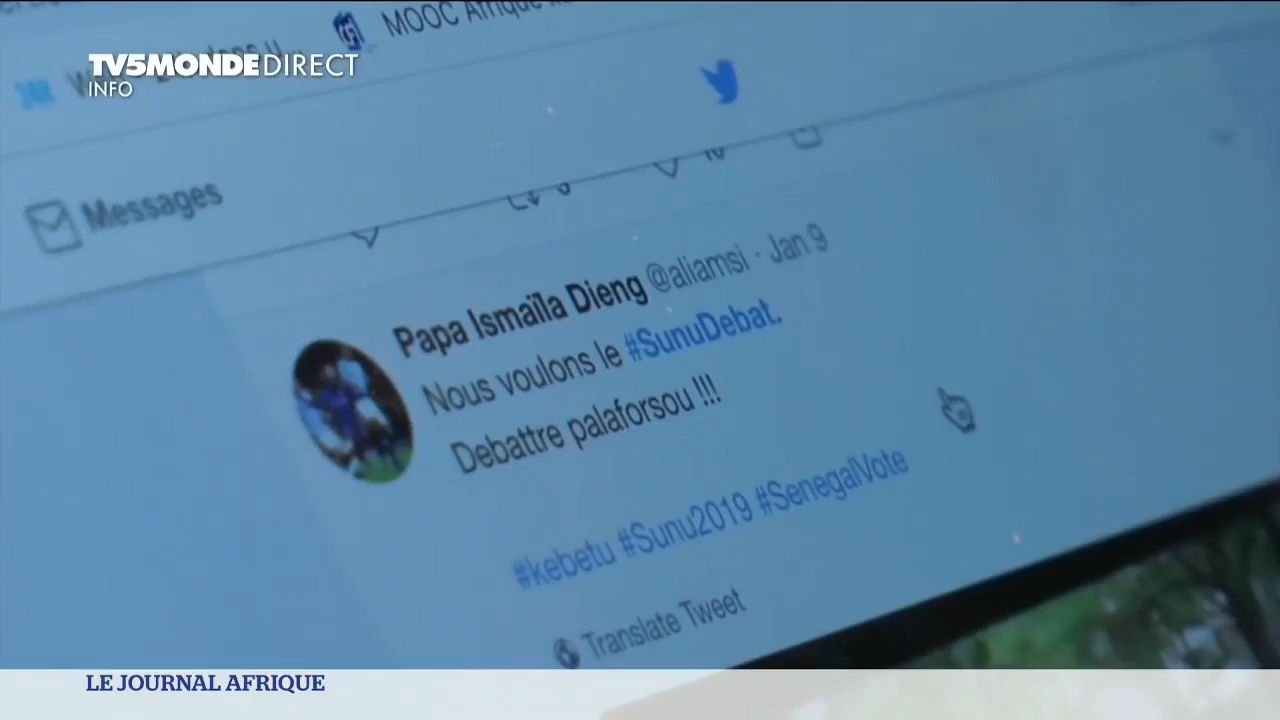 MOOC Afrique
TV5MONDE DIRECT
INFO
Messages
Papa Ismaïla Dieng @aliamsi · Jan 9
Nous voulons le #SunuDebat.
Debattre palaforsou !!!
#kebetu #Sunu2019 #SenegalVote
Translate Tweet
LE JOURNAL AFRIQUE